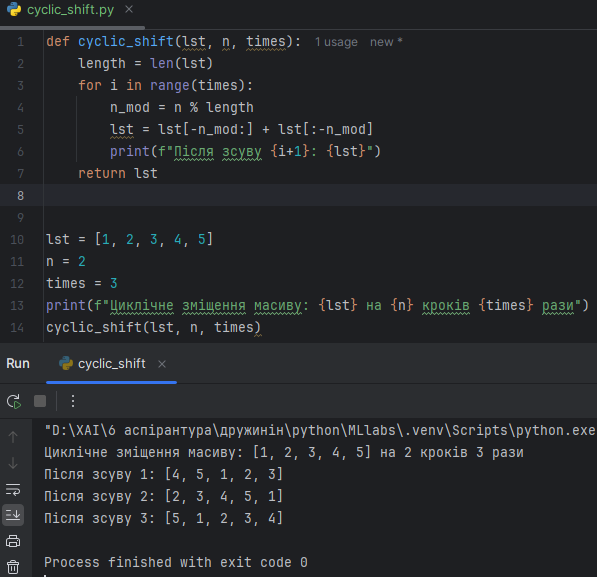 cyclic_shift.py
1 def cyclic_shift(lst, n, times): 1 usage new *
2 length = len(lst)
3 for i in range(times):
4 n_mod = n % length
5 lst = lst[-n_mod:] + lst[:-n_mod]
6 print(f"Після зсуву {i+1}: {lst}")
7 return lst
8
9
10 lst = [1, 2, 3, 4, 5]
11 n = 2
12 times = 3
13 print(f"Циклічне зміщення масиву: {lst} на {n} кроків {times} рази")
14 cyclic_shift(lst, n, times)
Run cyclic_shift
"D:\XAI\6 аспірантура\дружинін\python\MLlabs\.venv\Scripts\python.exe
Циклічне зміщення масиву: [1, 2, 3, 4, 5] на 2 кроків 3 рази
Після зсуву 1: [4, 5, 1, 2, 3]
Після зсуву 2: [2, 3, 4, 5, 1]
Після зсуву 3: [5, 1, 2, 3, 4]
Process finished with exit code 0